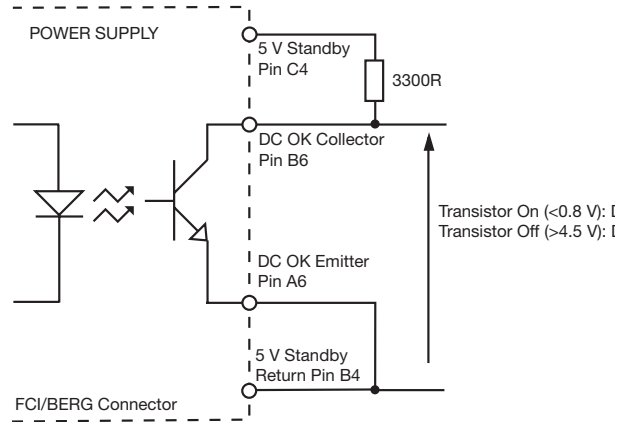 POWER SUPPLY
5 V Standby
Pin C4
3300R
DC OK Collector
Pin B6
Transistor On (<0.8 V):
Transistor Off (>4.5 V):
DC OK Emitter
Pin A6
5 V Standby
Return Pin B4
FCI/BERG Connector